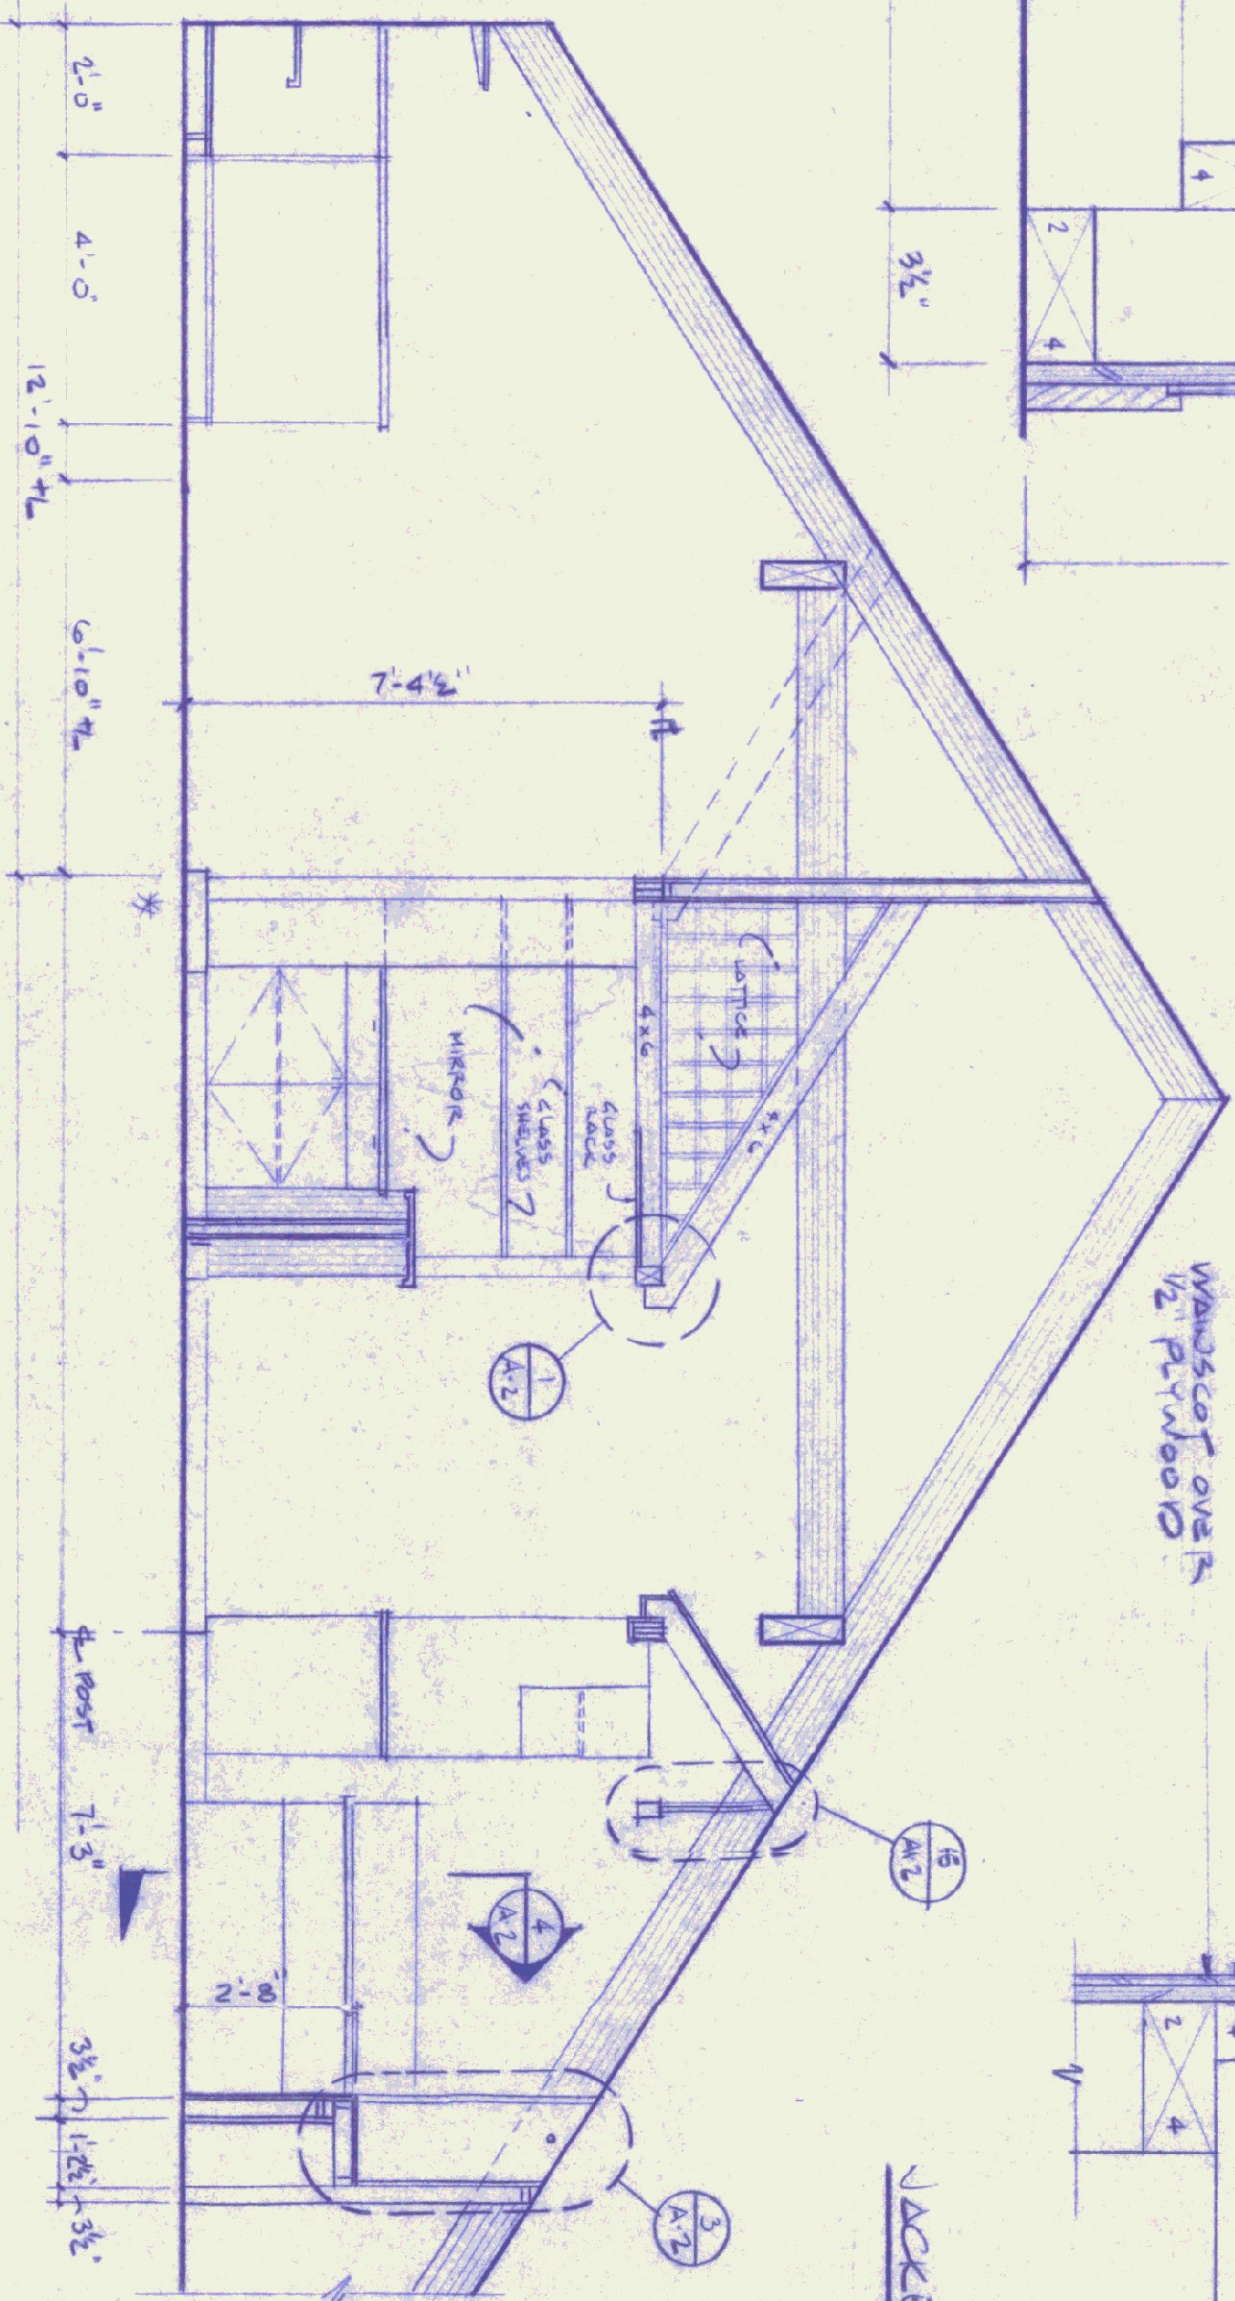 2'-0"
4'-0"
12'-10" ±
6'-10" ±
7'-4½"
*
LATTICE
4x6
4x6
GLASS
RACK
GLASS
SHELVES
MIRROR
1
A-2
WAINSCOT OVER
½" PLYWOOD
℄ POST
7'-3"
A-2
4
A-2
2'-8"
3½"
1'-2½"
3½"
3
A-2
3½"
2
4
4
2
4